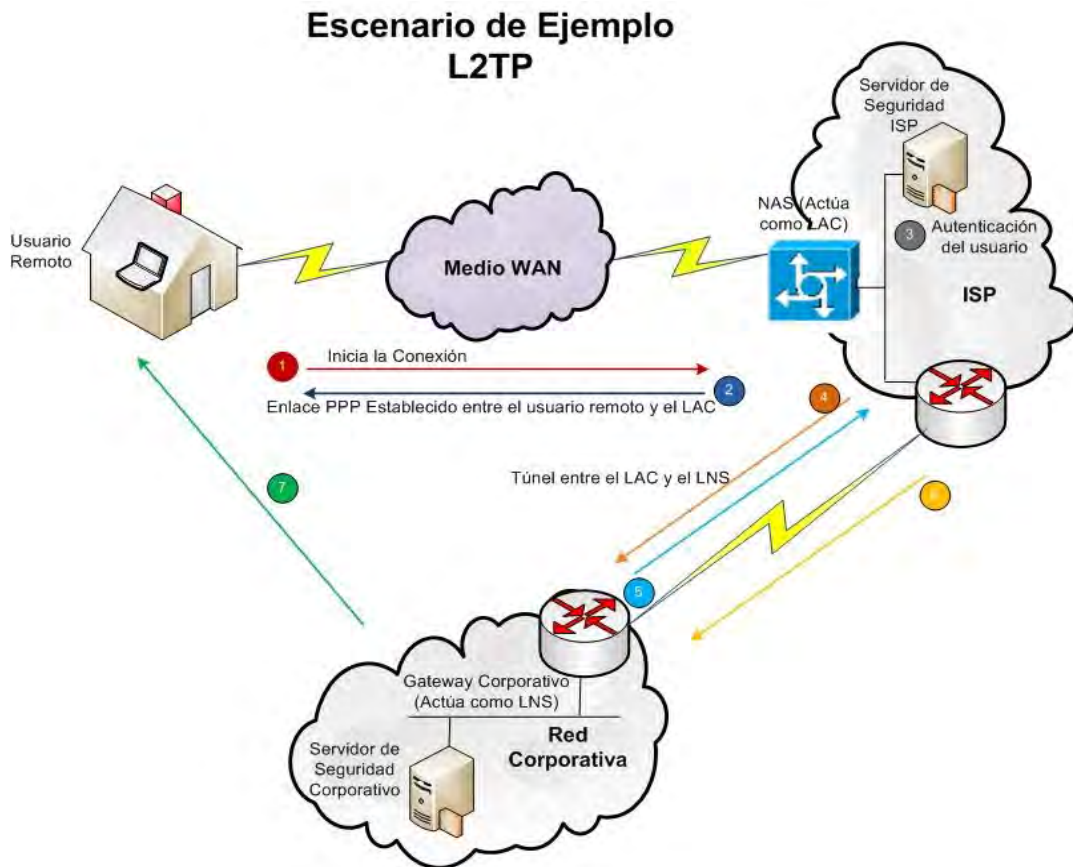 Escenario de Ejemplo
L2TP
Servidor de
Seguridad
ISP
NAS (Actúa
como LAC)
3
Autenticación
del usuario
Usuario
Remoto
Medio WAN
ISP
1
Inicia la Conexión
2
Enlace PPP Establecido entre el usuario remoto y el LAC
4
Túnel entre el LAC y el LNS
7
6
5
Gateway Corporativo
(Actúa como LNS)
Red
Corporativa
Servidor de
Seguridad
Corporativo